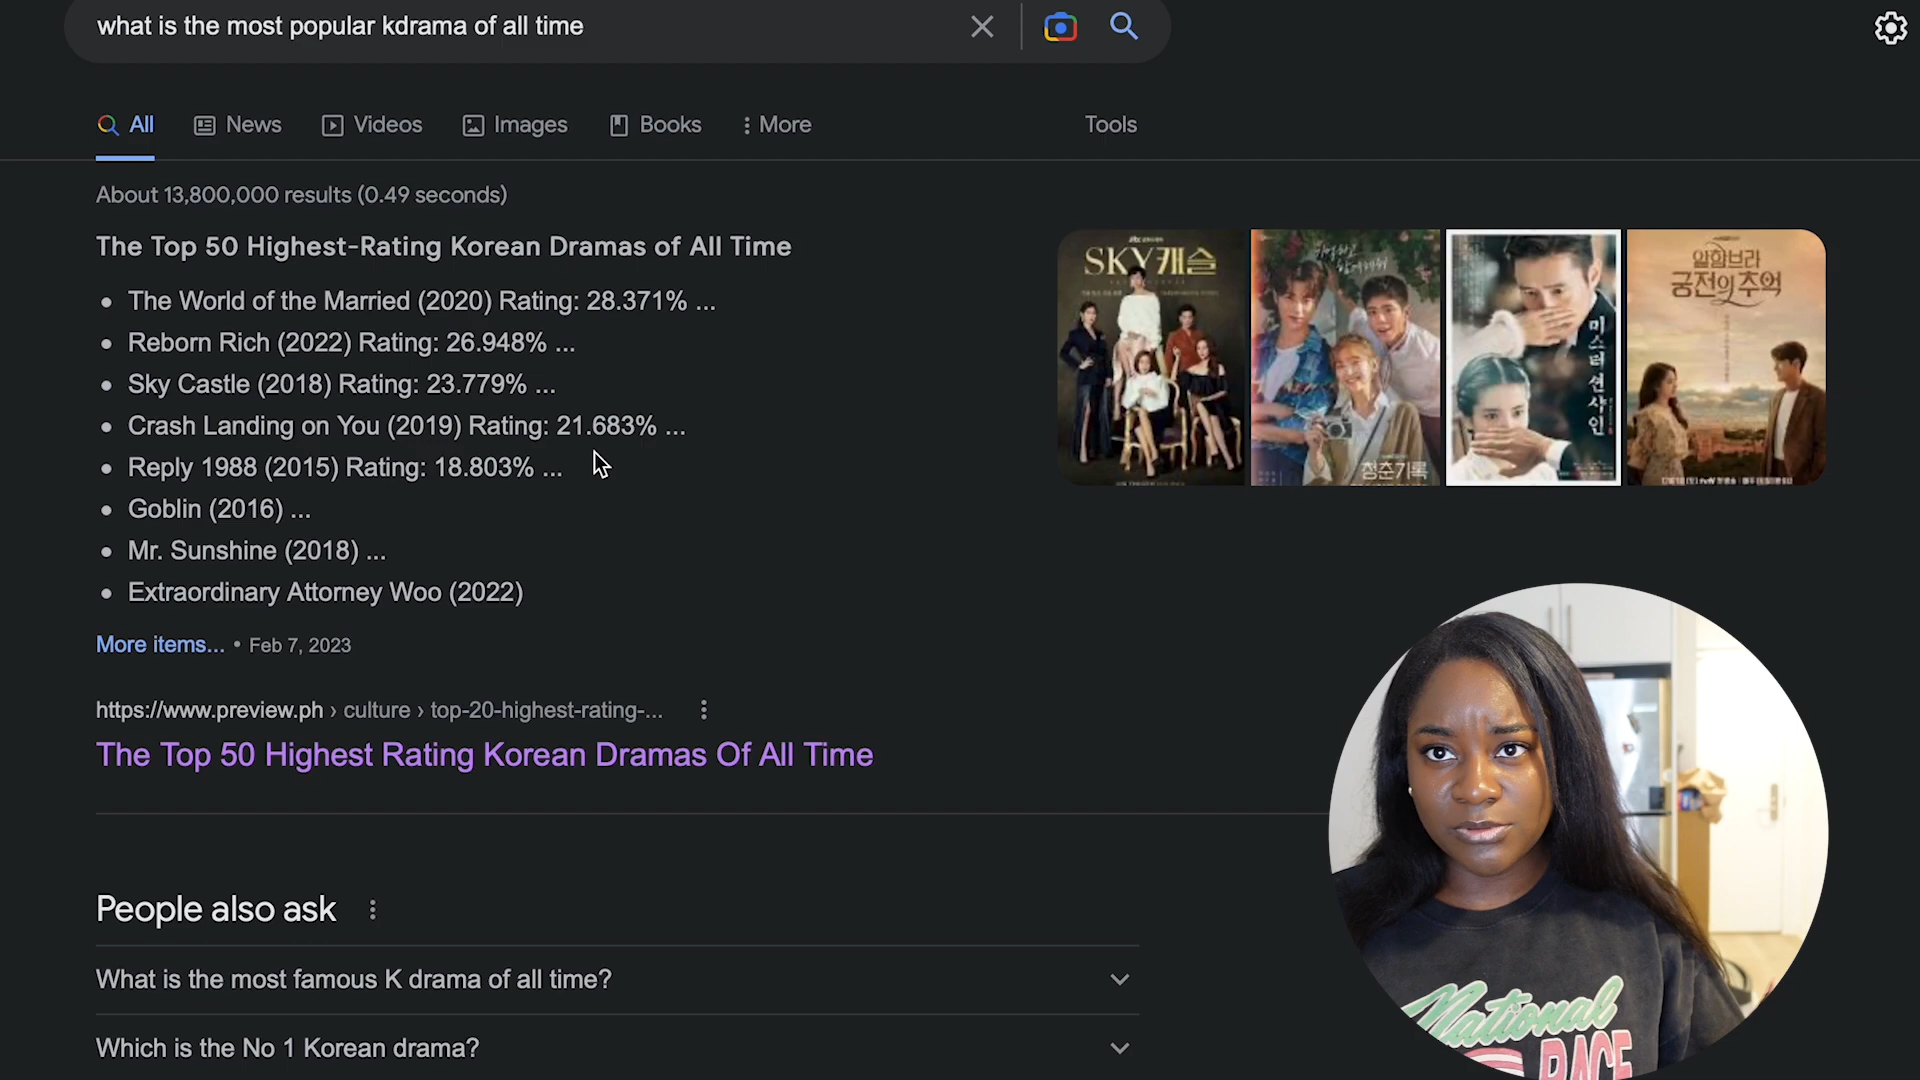 what is the most popular kdrama of all time
All News Videos Images Books More Tools
About 13,800,000 results (0.49 seconds)
The Top 50 Highest-Rating Korean Dramas of All Time
The World of the Married (2020) Rating: 28.371% ...
Reborn Rich (2022) Rating: 26.948% ...
Sky Castle (2018) Rating: 23.779% ...
Crash Landing on You (2019) Rating: 21.683% ...
Reply 1988 (2015) Rating: 18.803% ...
Goblin (2016) ...
Mr. Sunshine (2018) ...
Extraordinary Attorney Woo (2022)
More items... • Feb 7, 2023
https://www.preview.ph › culture › top-20-highest-rating-...
The Top 50 Highest Rating Korean Dramas Of All Time
People also ask
What is the most famous K drama of all time?
Which is the No 1 Korean drama?
SKY캐슬
청춘기록
미스터 션샤인
알함브라
궁전의 추억
National
RACE